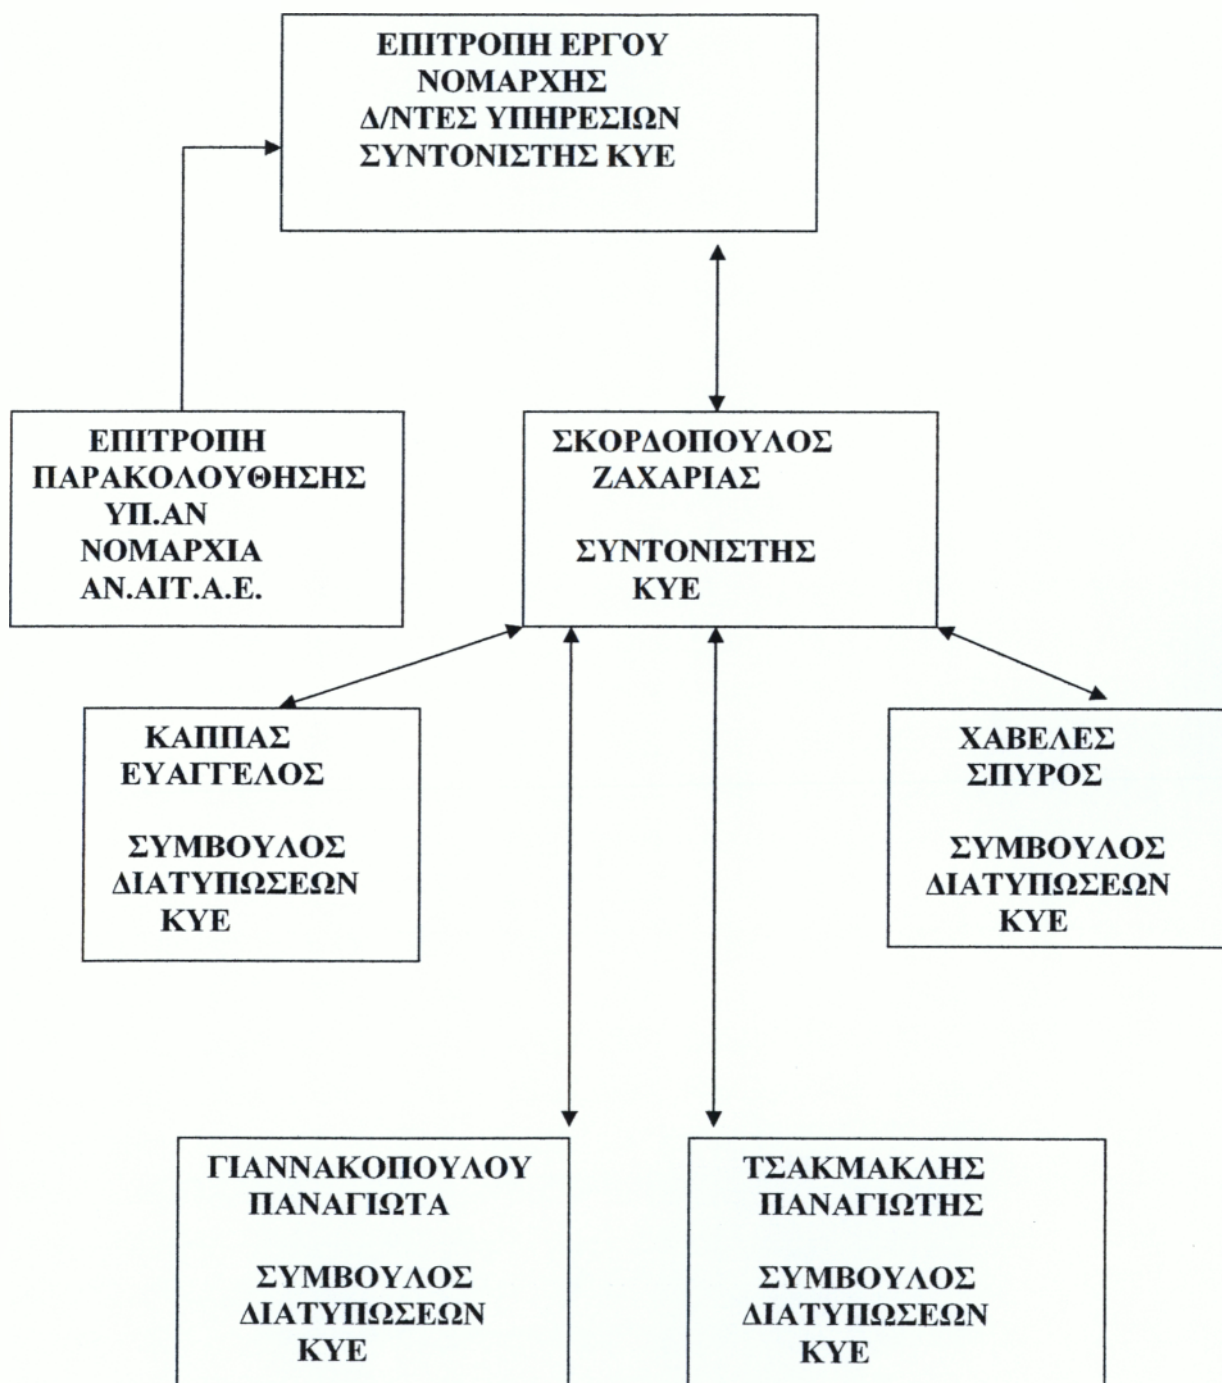 ΕΠΙΤΡΟΠΗ ΕΡΓΟΥ
ΝΟΜΑΡΧΗΣ
Δ/ΝΤΕΣ ΥΠΗΡΕΣΙΩΝ
ΣΥΝΤΟΝΙΣΤΗΣ ΚΥΕ
ΕΠΙΤΡΟΠΗ
ΠΑΡΑΚΟΛΟΥΘΗΣΗΣ
ΥΠ.ΑΝ
ΝΟΜΑΡΧΙΑ
ΑΝ.ΑΙΤ.Α.Ε.
ΣΚΟΡΔΟΠΟΥΛΟΣ
ΖΑΧΑΡΙΑΣ
ΣΥΝΤΟΝΙΣΤΗΣ
ΚΥΕ
ΚΑΠΠΑΣ
ΕΥΑΓΓΕΛΟΣ
ΣΥΜΒΟΥΛΟΣ
ΔΙΑΤΥΠΩΣΕΩΝ
ΚΥΕ
ΧΑΒΕΛΕΣ
ΣΠΥΡΟΣ
ΣΥΜΒΟΥΛΟΣ
ΔΙΑΤΥΠΩΣΕΩΝ
ΚΥΕ
ΓΙΑΝΝΑΚΟΠΟΥΛΟΥ
ΠΑΝΑΓΙΩΤΑ
ΣΥΜΒΟΥΛΟΣ
ΔΙΑΤΥΠΩΣΕΩΝ
ΚΥΕ
ΤΣΑΚΜΑΚΛΗΣ
ΠΑΝΑΓΙΩΤΗΣ
ΣΥΜΒΟΥΛΟΣ
ΔΙΑΤΥΠΩΣΕΩΝ
ΚΥΕ